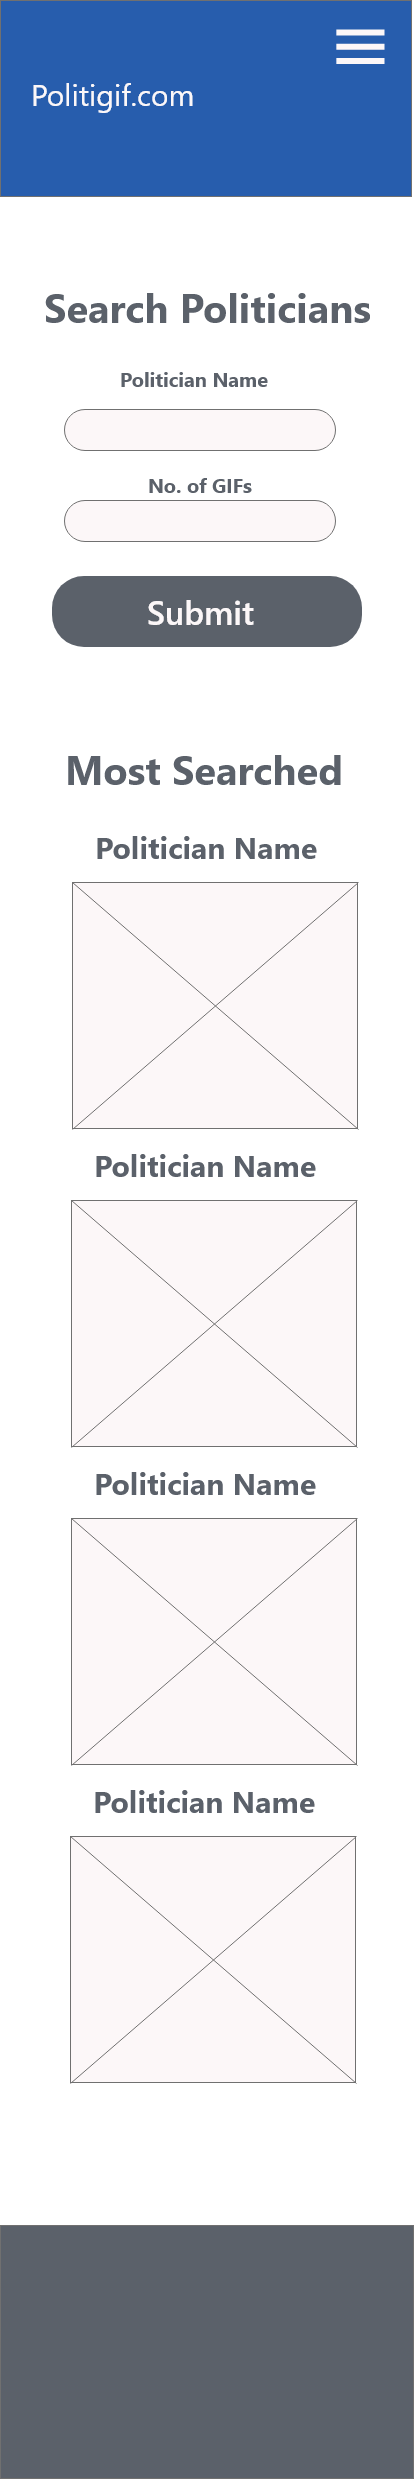 Politigif.com
Search Politicians
Politician Name
No. of GIFs
Submit
Most Searched
Politician Name
Politician Name
Politician Name
Politician Name